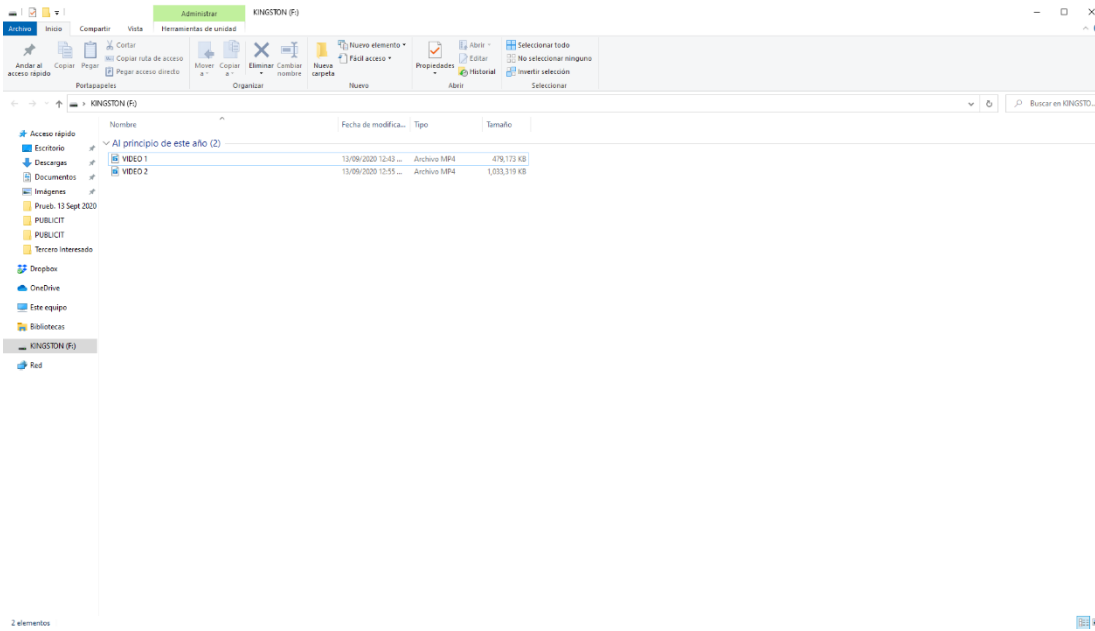 Administrar KINGSTON (F:)
Archivo Inicio Compartir Vista Herramientas de unidad
Andar al acceso rápido
Copiar
Pegar
Cortar
Copiar ruta de acceso
Pegar acceso directo
Portapapeles
Mover a
Copiar a
Eliminar
Cambiar nombre
Organizar
Nueva carpeta
Nuevo elemento
Fácil acceso
Nuevo
Propiedades
Abrir
Editar
Historial
Abrir
Seleccionar todo
No seleccionar ninguno
Invertir selección
Seleccionar
KINGSTON (F:)
Buscar en KINGSTO...
Nombre Fecha de modifica... Tipo Tamaño
Al principio de este año (2)
VIDEO 1 13/09/2020 12:43 ... Archivo MP4 479,173 KB
VIDEO 2 13/09/2020 12:55 ... Archivo MP4 1,033,319 KB
Acceso rápido
Escritorio
Descargas
Documentos
Imágenes
Prueb. 13 Sept 2020
PUBLICIT
PUBLICIT
Tercero Interesado
Dropbox
OneDrive
Este equipo
Bibliotecas
KINGSTON (F:)
Red
2 elementos